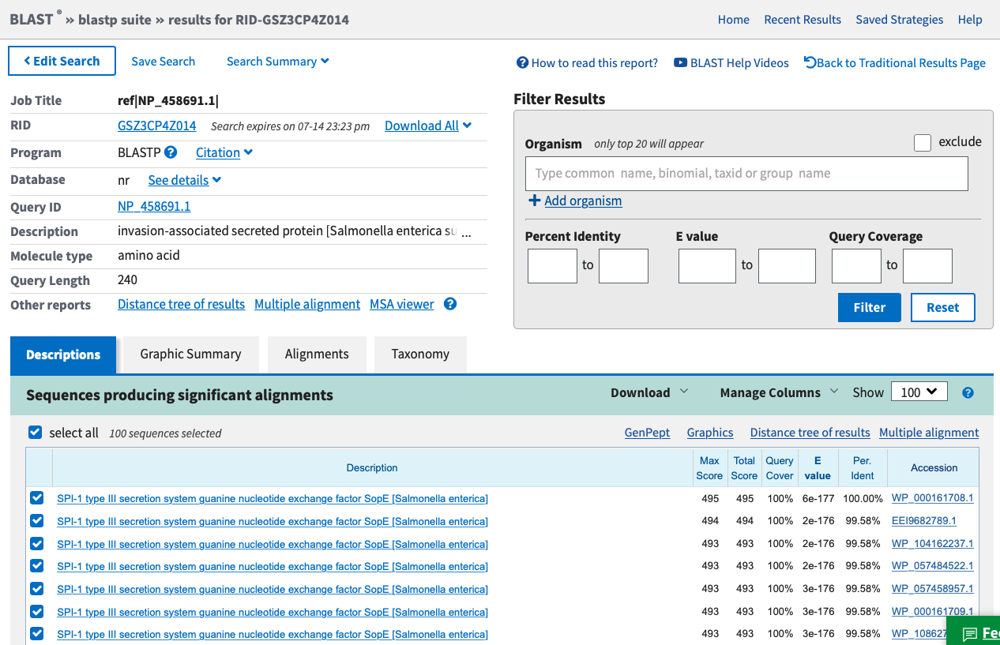 BLAST ® » blastp suite » results for RID-GSZ3CP4Z014
Home Recent Results Saved Strategies Help
Edit Search Save Search Search Summary
How to read this report? BLAST Help Videos Back to Traditional Results Page
Job Title ref|NP_458691.1|
RID GSZ3CP4Z014 Search expires on 07-14 23:23 pm Download All
Program BLASTP Citation
Database nr See details
Query ID NP_458691.1
Description invasion-associated secreted protein [Salmonella enterica su ...
Molecule type amino acid
Query Length 240
Other reports Distance tree of results Multiple alignment MSA viewer
Filter Results
Organism only top 20 will appear exclude
Type common name, binomial, taxid or group name
Add organism
Percent Identity E value Query Coverage
to to to
Filter Reset
Descriptions Graphic Summary Alignments Taxonomy
Sequences producing significant alignments Download Manage Columns Show 100
select all 100 sequences selected GenPept Graphics Distance tree of results Multiple alignment
Description Max Score Total Score Query Cover E value Per. Ident Accession
SPI-1 type III secretion system guanine nucleotide exchange factor SopE [Salmonella enterica] 495 495 100% 6e-177 100.00% WP_000161708.1
SPI-1 type III secretion system guanine nucleotide exchange factor SopE [Salmonella enterica] 494 494 100% 2e-176 99.58% EEI9682789.1
SPI-1 type III secretion system guanine nucleotide exchange factor SopE [Salmonella enterica] 493 493 100% 2e-176 99.58% WP_104162237.1
SPI-1 type III secretion system guanine nucleotide exchange factor SopE [Salmonella enterica] 493 493 100% 2e-176 99.58% WP_057484522.1
SPI-1 type III secretion system guanine nucleotide exchange factor SopE [Salmonella enterica] 493 493 100% 3e-176 99.58% WP_057458957.1
SPI-1 type III secretion system guanine nucleotide exchange factor SopE [Salmonella enterica] 493 493 100% 3e-176 99.58% WP_000161709.1
SPI-1 type III secretion system guanine nucleotide exchange factor SopE [Salmonella enterica] 493 493 100% 3e-176 99.58% WP_10862
Fe